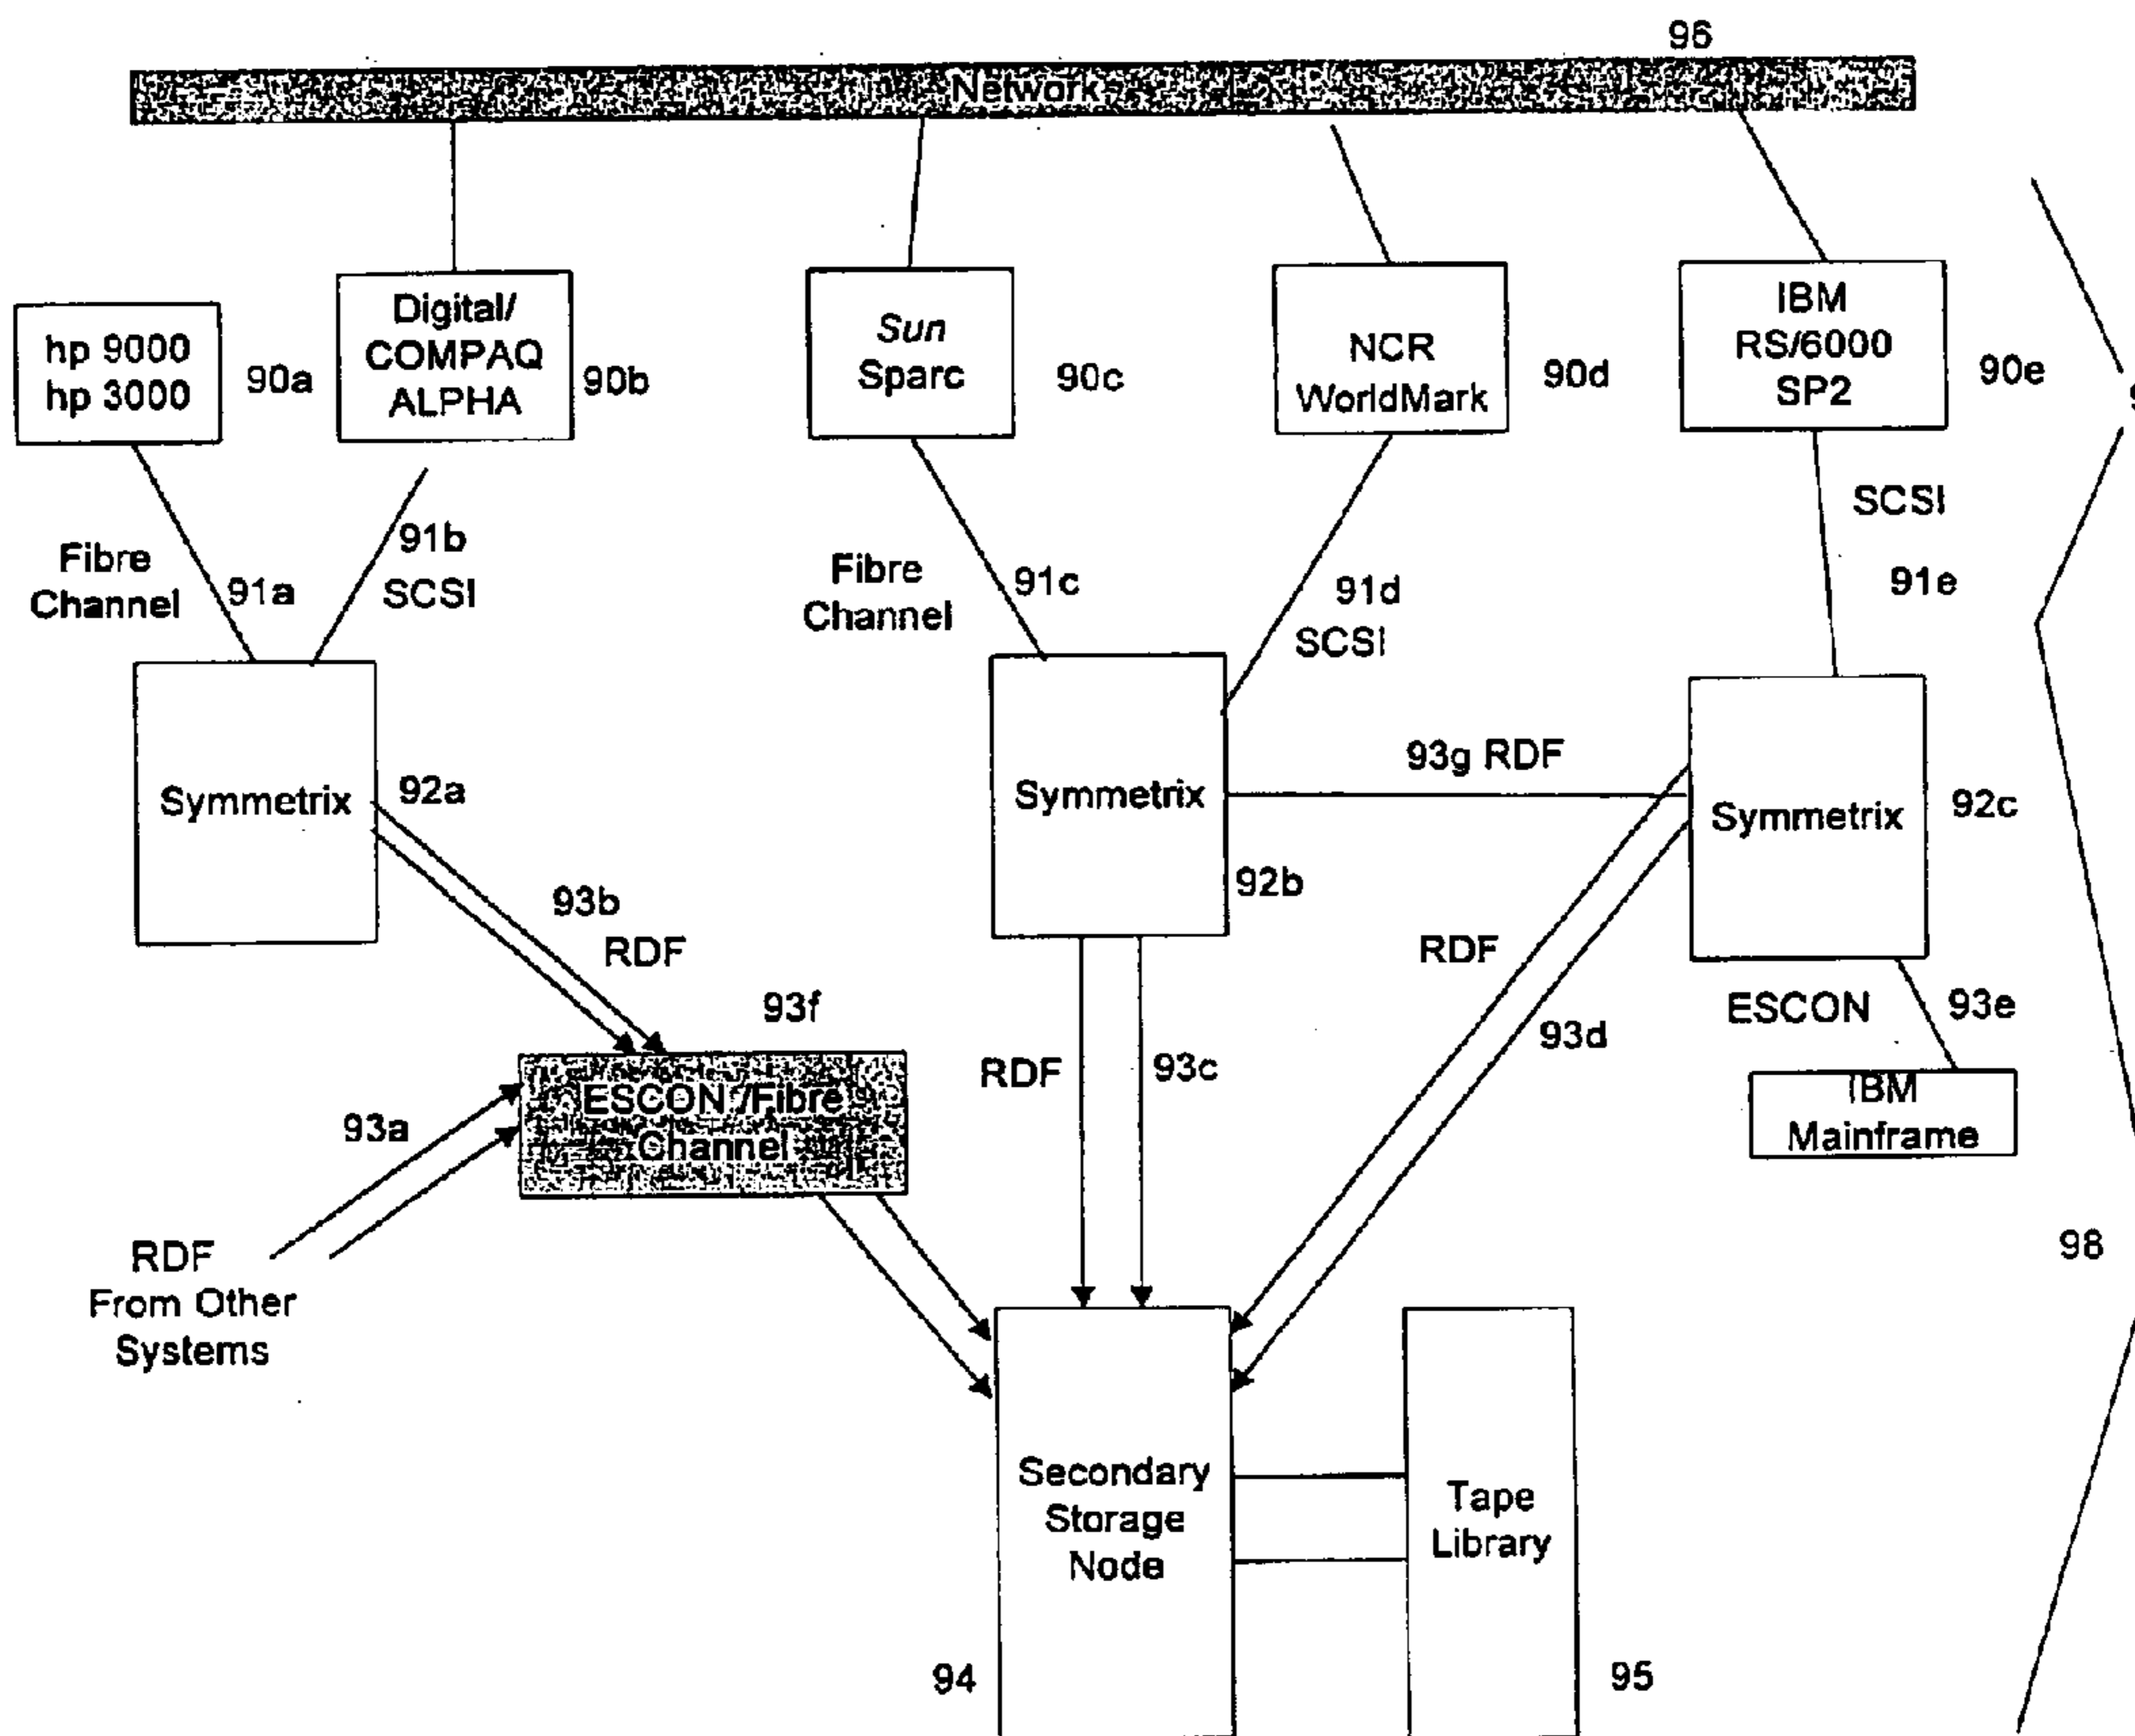 96
Network
hp 9000
hp 3000
90a
Digital/
COMPAQ
ALPHA
90b
Sun
Sparc
90c
NCR
WorldMark
90d
IBM
RS/6000
SP2
90e
Fibre
Channel
91a
91b
SCSI
Fibre
Channel
91c
91d
SCSI
SCSI
91e
Symmetrix
92a
Symmetrix
92b
93g RDF
Symmetrix
92c
93b
RDF
93f
ESCON /Fibre
Channel
93a
RDF
From Other
Systems
RDF
93c
RDF
93d
ESCON
93e
IBM
Mainframe
98
Secondary
Storage
Node
94
Tape
Library
95